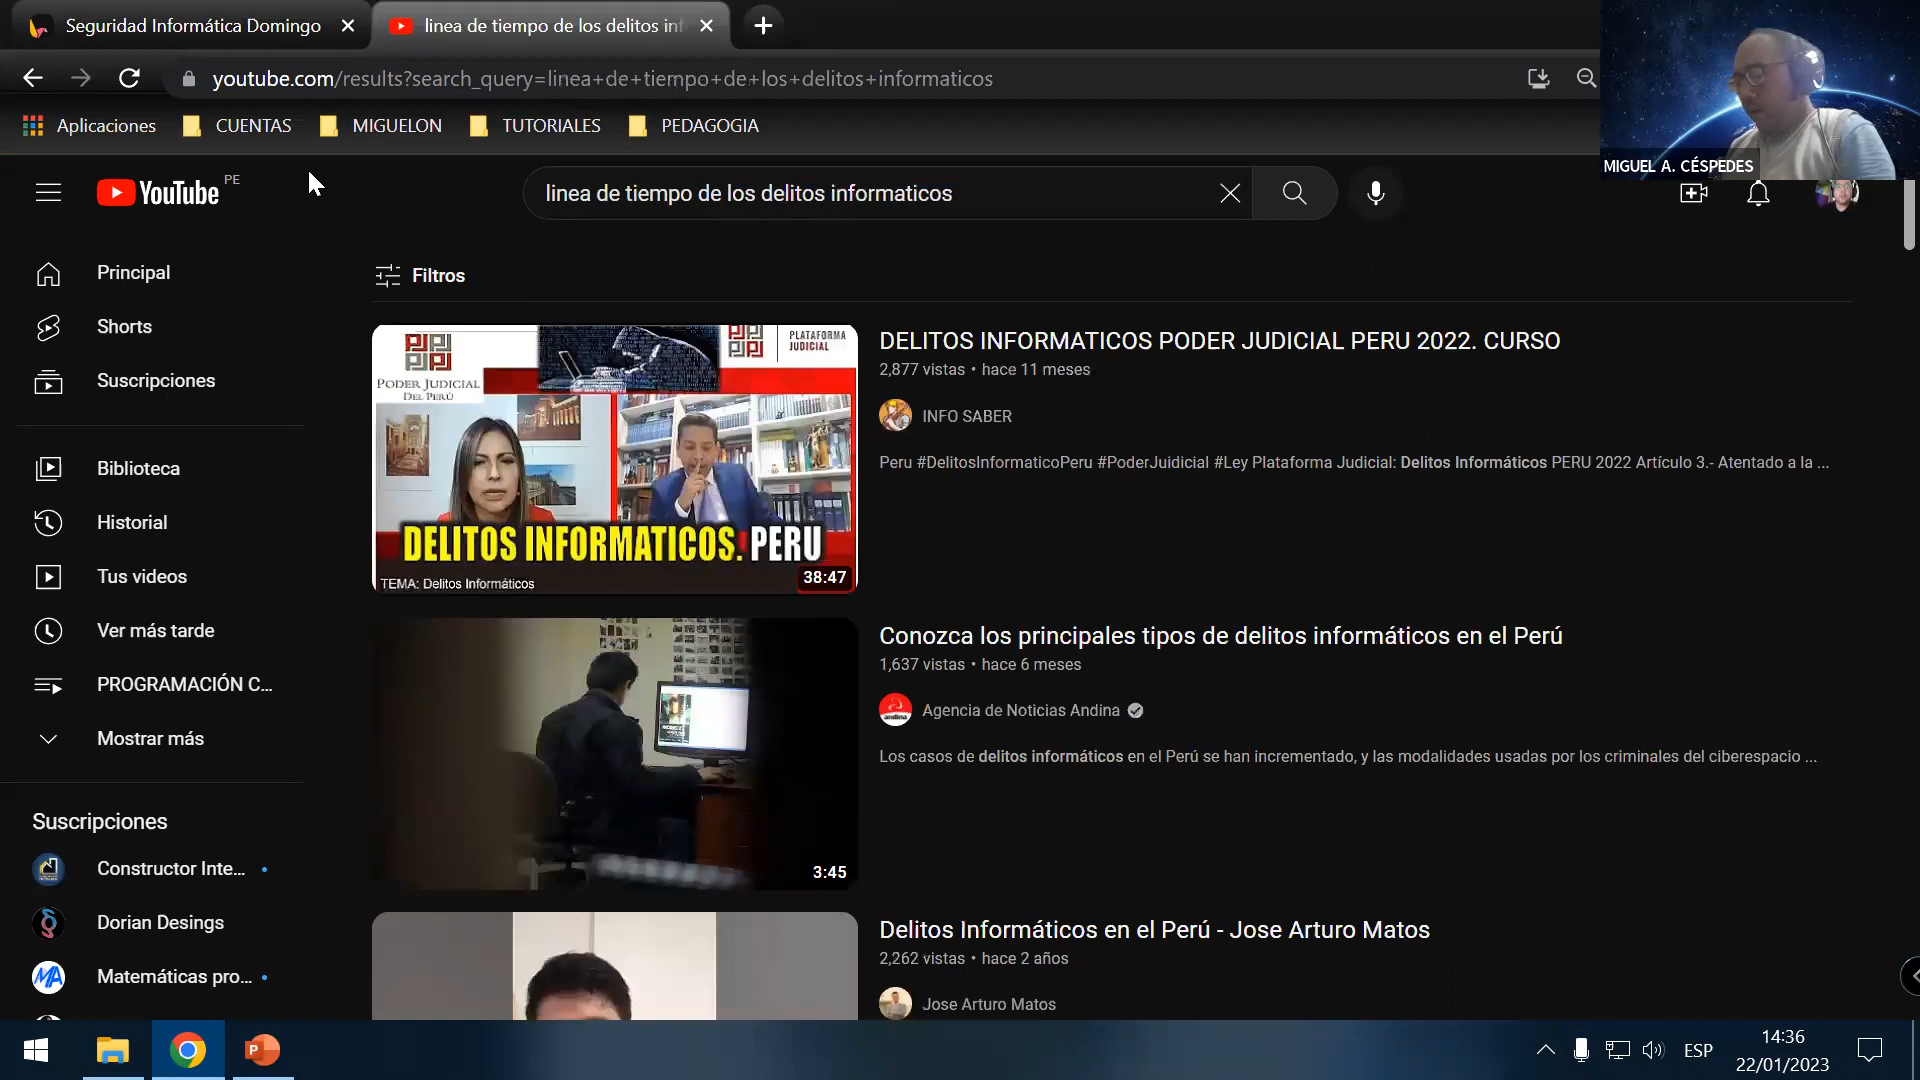 Seguridad Informática Domingo
linea de tiempo de los delitos inf
youtube.com/results?search_query=linea+de+tiempo+de+los+delitos+informaticos
Aplicaciones
CUENTAS
MIGUELON
TUTORIALES
PEDAGOGIA
MIGUEL A. CÉSPEDES
YouTube PE
linea de tiempo de los delitos informaticos
Principal
Shorts
Suscripciones
Biblioteca
Historial
Tus videos
Ver más tarde
PROGRAMACIÓN C...
Mostrar más
Suscripciones
Constructor Inte...
Dorian Desings
Matemáticas pro...
Filtros
PODER JUDICIAL
DEL PERÚ
PLATAFORMA
JUDICIAL
DELITOS INFORMATICOS. PERU
TEMA: Delitos Informáticos
38:47
DELITOS INFORMATICOS PODER JUDICIAL PERU 2022. CURSO
2,877 vistas • hace 11 meses
INFO SABER
Peru #DelitosInformaticoPeru #PoderJuidicial #Ley Plataforma Judicial: Delitos Informáticos PERU 2022 Artículo 3.- Atentado a la ...
3:45
Conozca los principales tipos de delitos informáticos en el Perú
1,637 vistas • hace 6 meses
andina
Agencia de Noticias Andina
Los casos de delitos informáticos en el Perú se han incrementado, y las modalidades usadas por los criminales del ciberespacio ...
Delitos Informáticos en el Perú - Jose Arturo Matos
2,262 vistas • hace 2 años
Jose Arturo Matos
ESP
14:36
22/01/2023